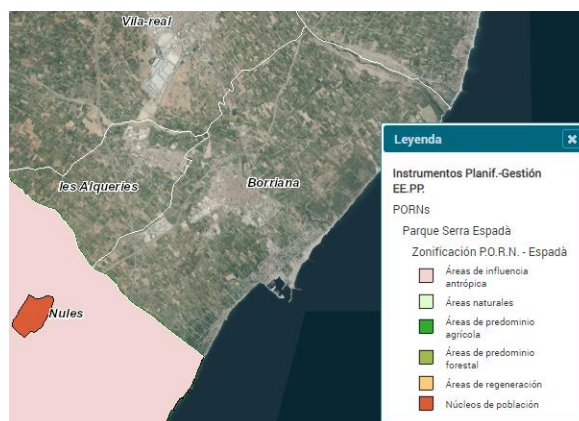 Vila-real
les Alqueries
Borriana
Nules
Leyenda
Instrumentos Planif.-Gestión
EE.PP.
PORNs
Parque Serra Espadà
Zonificación P.O.R.N. - Espadà
Áreas de influencia
antrópica
Áreas naturales
Áreas de predominio
agrícola
Áreas de predominio
forestal
Áreas de regeneración
Núcleos de población